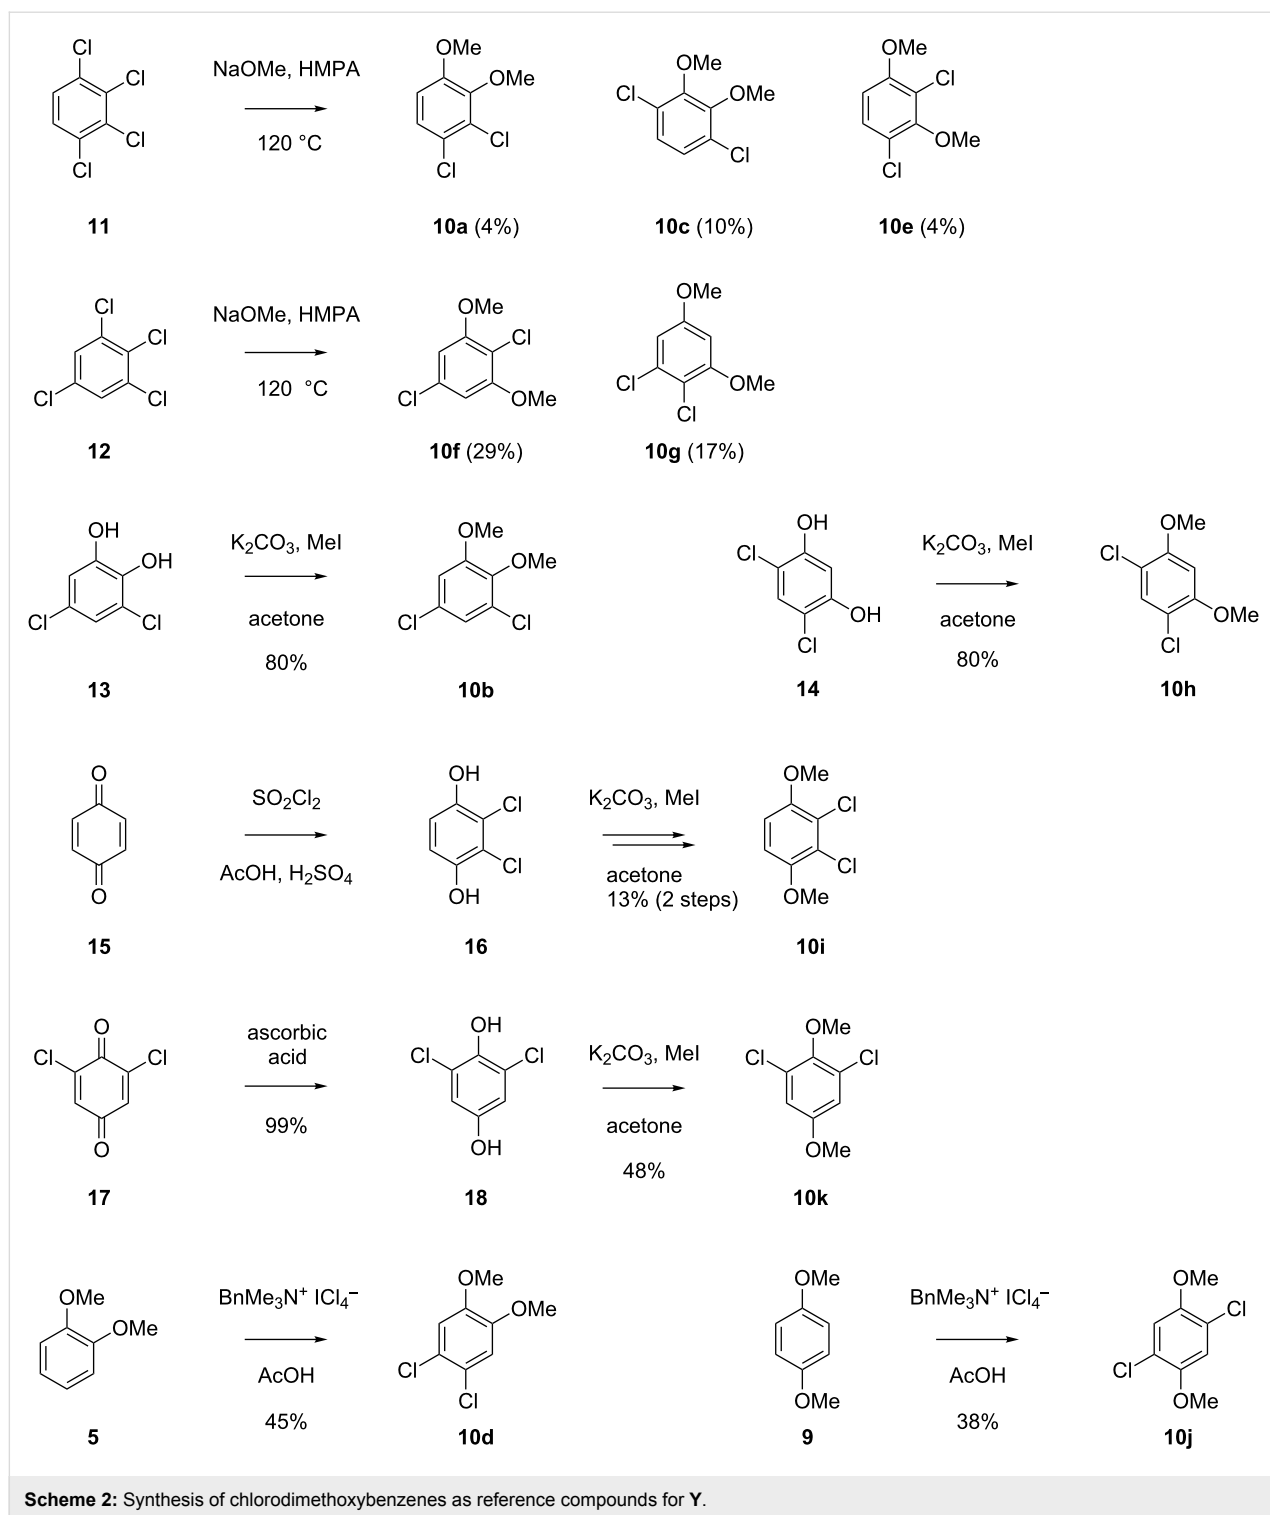 Cl
Cl
Cl
Cl
NaOMe, HMPA
120 °C
OMe
OMe
Cl
Cl
OMe
Cl
OMe
Cl
OMe
Cl
OMe
Cl
11
10a (4%)
10c (10%)
10e (4%)
Cl
Cl
Cl
Cl
NaOMe, HMPA
120 °C
OMe
Cl
Cl
OMe
OMe
Cl
OMe
Cl
12
10f (29%)
10g (17%)
OH
OH
Cl
Cl
K2CO3, MeI
acetone
80%
OMe
OMe
Cl
Cl
OH
Cl
OH
Cl
K2CO3, MeI
acetone
80%
OMe
Cl
OMe
Cl
13
10b
14
10h
O
O
SO2Cl2
AcOH, H2SO4
OH
Cl
Cl
OH
K2CO3, MeI
acetone
13% (2 steps)
OMe
Cl
Cl
OMe
15
16
10i
O
Cl
Cl
O
ascorbic
acid
99%
OH
Cl
Cl
OH
K2CO3, MeI
acetone
48%
OMe
Cl
Cl
OMe
17
18
10k
OMe
OMe
BnMe3N+ ICl4−
AcOH
45%
OMe
OMe
Cl
Cl
OMe
OMe
BnMe3N+ ICl4−
AcOH
38%
OMe
Cl
Cl
OMe
5
10d
9
10j
Scheme 2: Synthesis of chlorodimethoxybenzenes as reference compounds for Y.